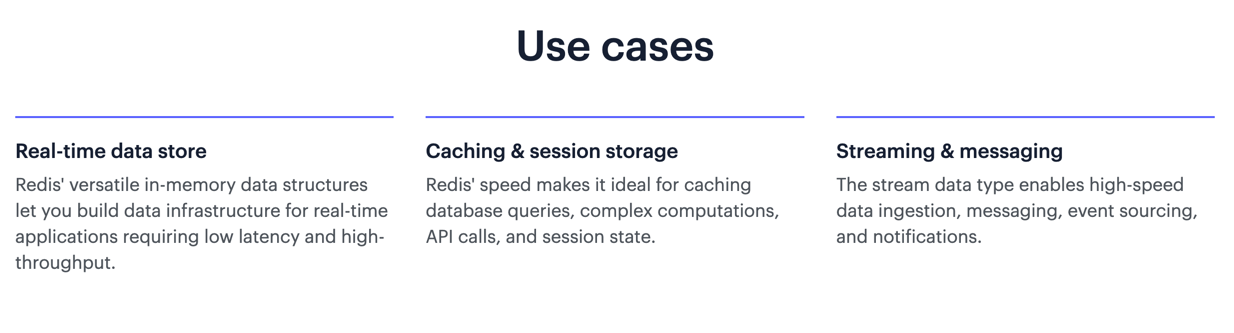 Use cases
Real-time data store
Redis' versatile in-memory data structures
let you build data infrastructure for real-time
applications requiring low latency and high-
throughput.
Caching & session storage
Redis' speed makes it ideal for caching
database queries, complex computations,
API calls, and session state.
Streaming & messaging
The stream data type enables high-speed
data ingestion, messaging, event sourcing,
and notifications.